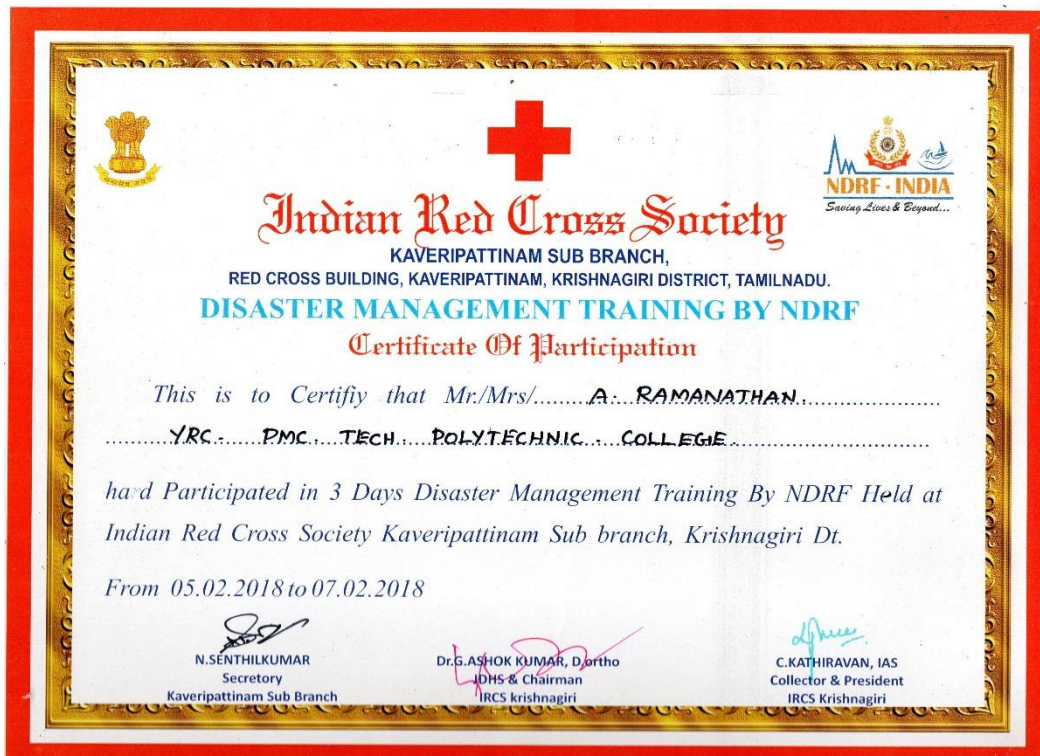 NDRF - INDIA
Saving Lives & Beyond...
Indian Red Cross Society
KAVERIPATTINAM SUB BRANCH,
RED CROSS BUILDING, KAVERIPATTINAM, KRISHNAGIRI DISTRICT, TAMILNADU.
DISASTER MANAGEMENT TRAINING BY NDRF
Certificate Of Participation
This is to Certifiy that Mr./Mrs/.......A. RAMANATHAN.....................
..........YRC. PMC. TECH. POLYTECHNIC. COLLEGE..............................
hard Participated in 3 Days Disaster Management Training By NDRF Held at
Indian Red Cross Society Kaveripattinam Sub branch, Krishnagiri Dt.
From 05.02.2018 to 07.02.2018
N.SENTHILKUMAR
Secretary
Kaveripattinam Sub Branch
Dr.G.ASHOK KUMAR, D,ortho
JDHS & Chairman
IRCS krishnagiri
C.KATHIRAVAN, IAS
Collector & President
IRCS Krishnagiri